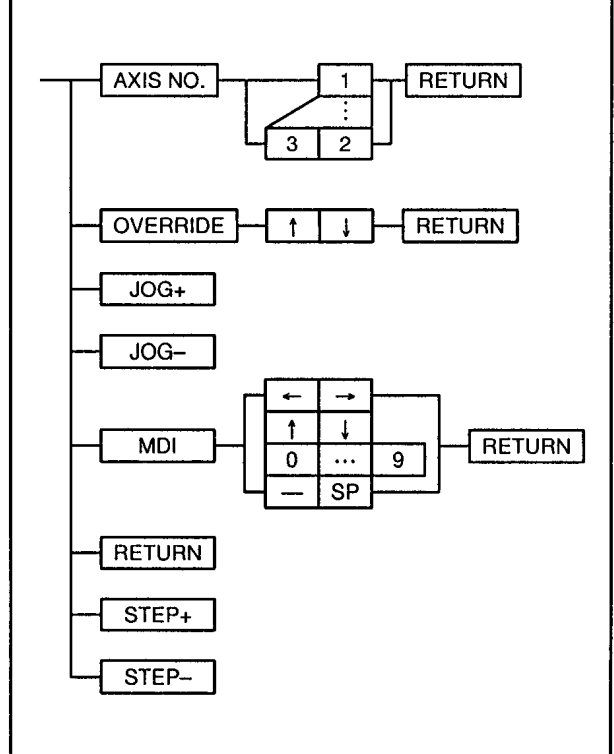 AXIS NO. 1 RETURN
⋮
3 2
OVERRIDE ↑ ↓ RETURN
JOG+
JOG–
← →
↑ ↓
MDI RETURN
0 ⋯ 9
— SP
RETURN
STEP+
STEP–